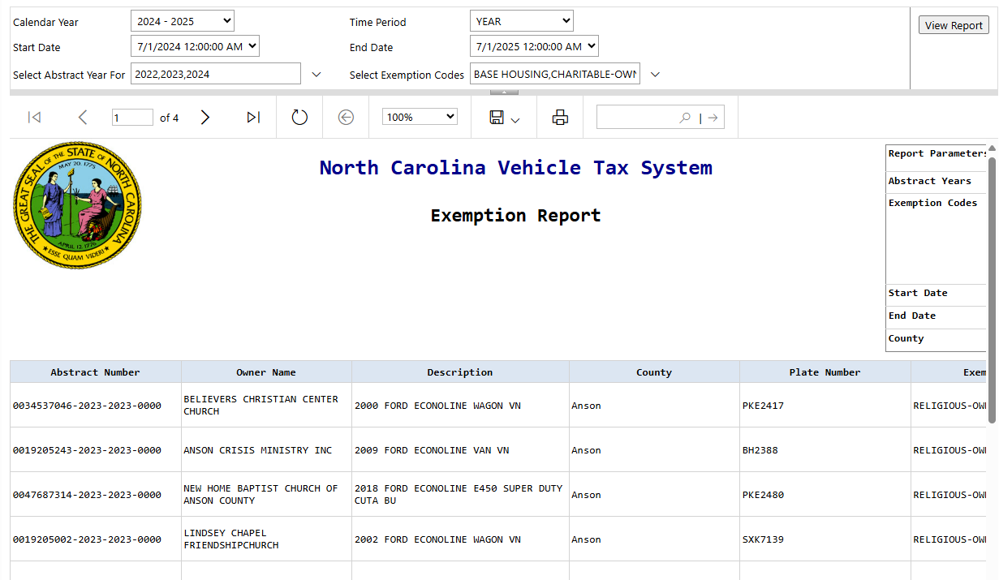 Calendar Year 2024 - 2025 Time Period YEAR View Report
Start Date 7/1/2024 12:00:00 AM End Date 7/1/2025 12:00:00 AM
Select Abstract Year For 2022,2023,2024 Select Exemption Codes BASE HOUSING,CHARITABLE-OWN
1 of 4 100%
THE GREAT SEAL OF THE STATE OF NORTH CAROLINA
MAY 20, 1775
APRIL 12, 1776
ESSE QUAM VIDERI
North Carolina Vehicle Tax System
Exemption Report
Report Parameters
Abstract Years
Exemption Codes
Start Date
End Date
County
Abstract Number Owner Name Description County Plate Number Exem
0034537046-2023-2023-0000 BELIEVERS CHRISTIAN CENTER CHURCH 2000 FORD ECONOLINE WAGON VN Anson PKE2417 RELIGIOUS-OW
0019205243-2023-2023-0000 ANSON CRISIS MINISTRY INC 2009 FORD ECONOLINE VAN VN Anson BH2388 RELIGIOUS-OW
0047687314-2023-2023-0000 NEW HOME BAPTIST CHURCH OF ANSON COUNTY 2018 FORD ECONOLINE E450 SUPER DUTY CUTA BU Anson PKE2480 RELIGIOUS-OW
0019205002-2023-2023-0000 LINDSEY CHAPEL FRIENDSHIPCHURCH 2002 FORD ECONOLINE WAGON VN Anson SXK7139 RELIGIOUS-OW